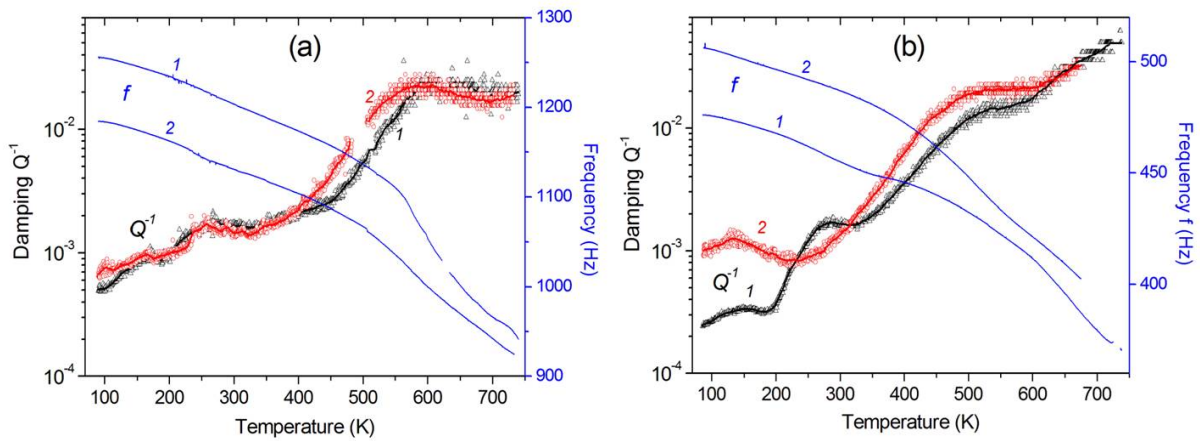 (a)
1300
1200
1100
1000
900
Frequency (Hz)
10⁻²
10⁻³
10⁻⁴
Damping Q⁻¹
100 200 300 400 500 600 700
Temperature (K)
f
1
2
2
1
Q⁻¹
(b)
500
450
400
Frequency f (Hz)
10⁻²
10⁻³
10⁻⁴
Damping Q⁻¹
100 200 300 400 500 600 700
Temperature (K)
f
2
1
2
Q⁻¹ 1